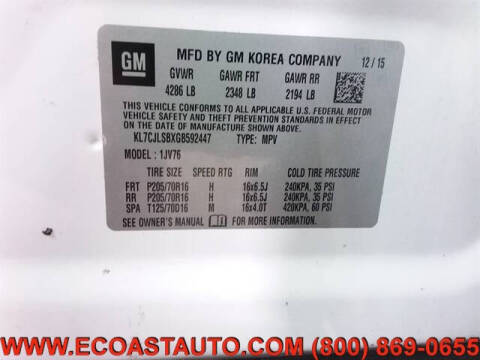 GM
MFD BY GM KOREA COMPANY 12/15
GVWR GAWR FRT GAWR RR
4286 LB 2348 LB 2194 LB
THIS VEHICLE CONFORMS TO ALL APPLICABLE U.S. FEDERAL MOTOR
VEHICLE SAFETY, BUMPER, AND THEFT PREVENTION STANDARDS IN
EFFECT ON THE DATE OF MANUFACTURE SHOWN ABOVE.
KL7CJLSBXGB592447 TYPE: MPV
MODEL : 1JV76
TIRE SIZE SPEED RTG RIM COLD TIRE PRESSURE
FRT P205/70R16 H 16x6.5J 240KPA, 35 PSI
RR P205/70R16 H 16x6.5J 240KPA, 35 PSI
SPA T125/70D16 M 16x4.0T 420KPA, 60 PSI
SEE OWNER'S MANUAL FOR MORE INFORMATION.
WWW.ECOASTAUTO.COM (800) 869-0655